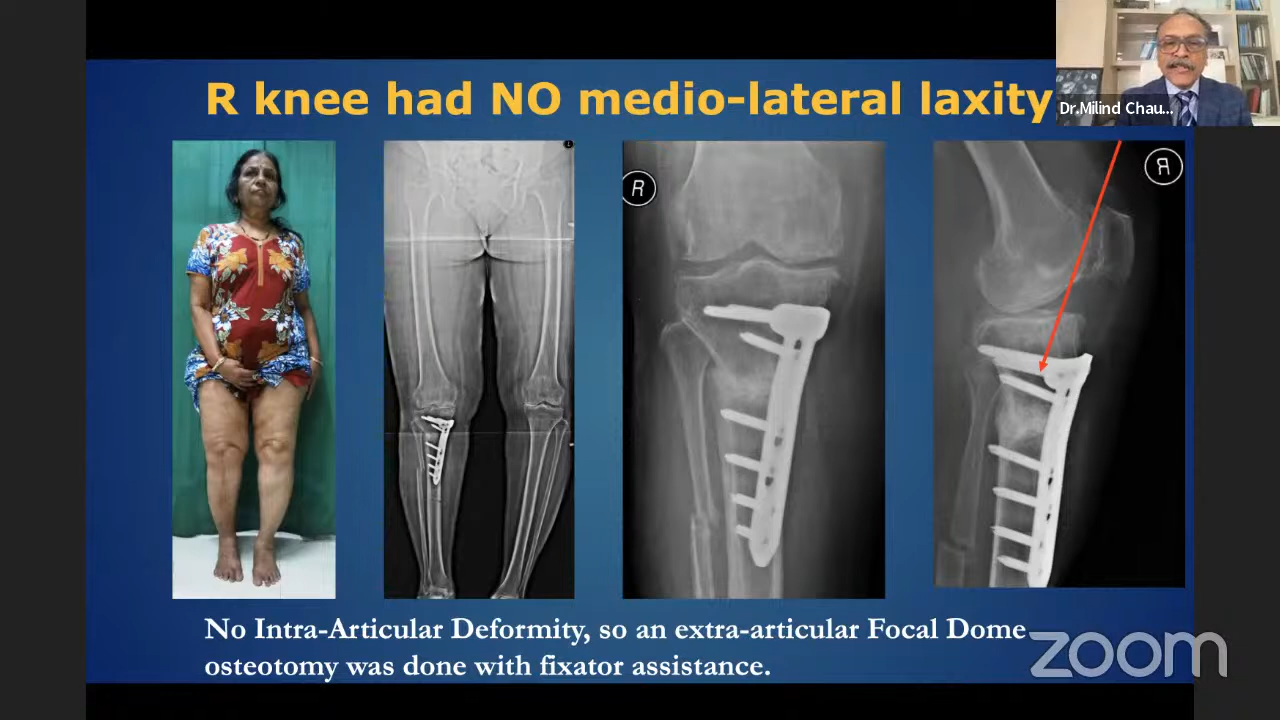 R knee had NO medio-lateral laxity
Dr.Milind Chau...
R
R
No Intra-Articular Deformity, so an extra-articular Focal Dome
osteotomy was done with fixator assistance.
zoom